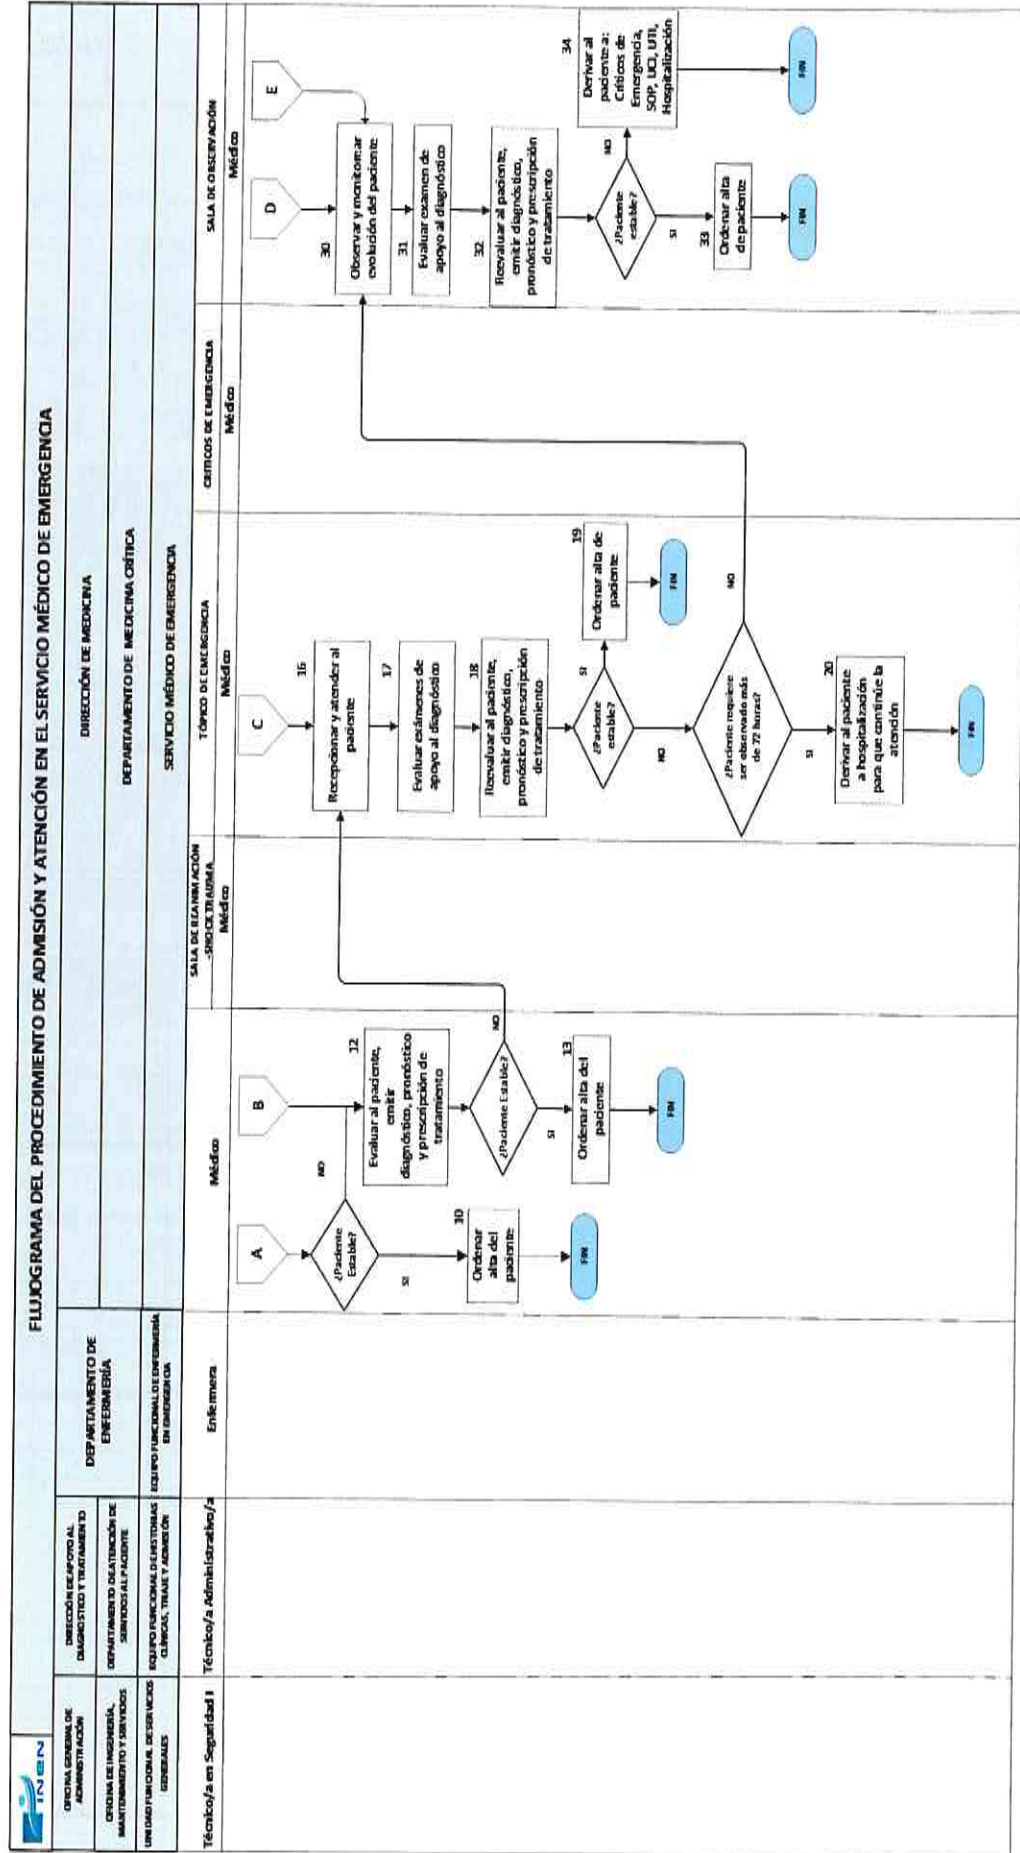 FLUJOGRAMA DEL PROCEDIMIENTO DE ADMISIÓN Y ATENCIÓN EN EL SERVICIO MÉDICO DE EMERGENCIA
INEN
OFICINA GENERAL DE
ADMINISTRACIÓN
DIRECCIÓN DE APOYO AL
DIAGNOSTICO Y TRATAMIENTO
DEPARTAMENTO DE
ENFERMERÍA
DIRECCIÓN DE MEDICINA
OFICINA DE INGENIERÍA,
MANTENIMIENTO Y SERVICIOS
DEPARTAMENTO DE ATENCIÓN DE
SERVICIOS AL PACIENTE
DEPARTAMENTO DE MEDICINA CRÍTICA
UNIDAD FUNCIONAL DE SERVICIOS
GENERALES
EQUIPO FUNCIONAL DE HISTORIAS
CLÍNICAS, TRIAJE Y ADMISIÓN
EQUIPO FUNCIONAL DE ENFERMERÍA
EN EMERGENCIA
SERVICIO MÉDICO DE EMERGENCIA
Técnico/a en Seguridad I
Técnico/a Administrativo/a
Enfermera
Médico
SALA DE REANIMACIÓN
-SHOCK TRAUMA
Médico
TÓPICO DE EMERGENCIA
Médico
CRITICOS DE EMERGENCIA
Médico
SALA DE OBSERVACIÓN
Médico
A
¿Paciente
Estable?
NO
SI
10
Ordenar
alta del
paciente
FIN
B
12
Evaluar al paciente,
emitir
diagnóstico, pronóstico
y prescripción de
tratamiento
¿Paciente Estable?
NO
SI
13
Ordenar alta del
paciente
FIN
C
16
Recepcionar y atender al
paciente
17
Evaluar exámenes de
apoyo al diagnóstico
18
Reevaluar al paciente,
emitir diagnóstico,
pronóstico y prescripción
de tratamiento
¿Paciente
estable?
SI
19
Ordenar alta de
paciente
FIN
NO
¿Paciente requiere
ser observado más
de 72 horas?
NO
SI
20
Derivar al paciente
a hospitalización
para que continúe la
atención
FIN
D
E
30
Observar y monitorear
evolución del paciente
31
Evaluar examen de
apoyo al diagnóstico
32
Reevaluar al paciente,
emitir diagnóstico,
pronóstico y prescripción
de tratamiento
¿Paciente
estable?
NO
34
Derivar al
paciente a:
Críticos de
Emergencia,
SOP, UCI, UTI,
Hospitalización
FIN
SI
33
Ordenar alta
de paciente
FIN